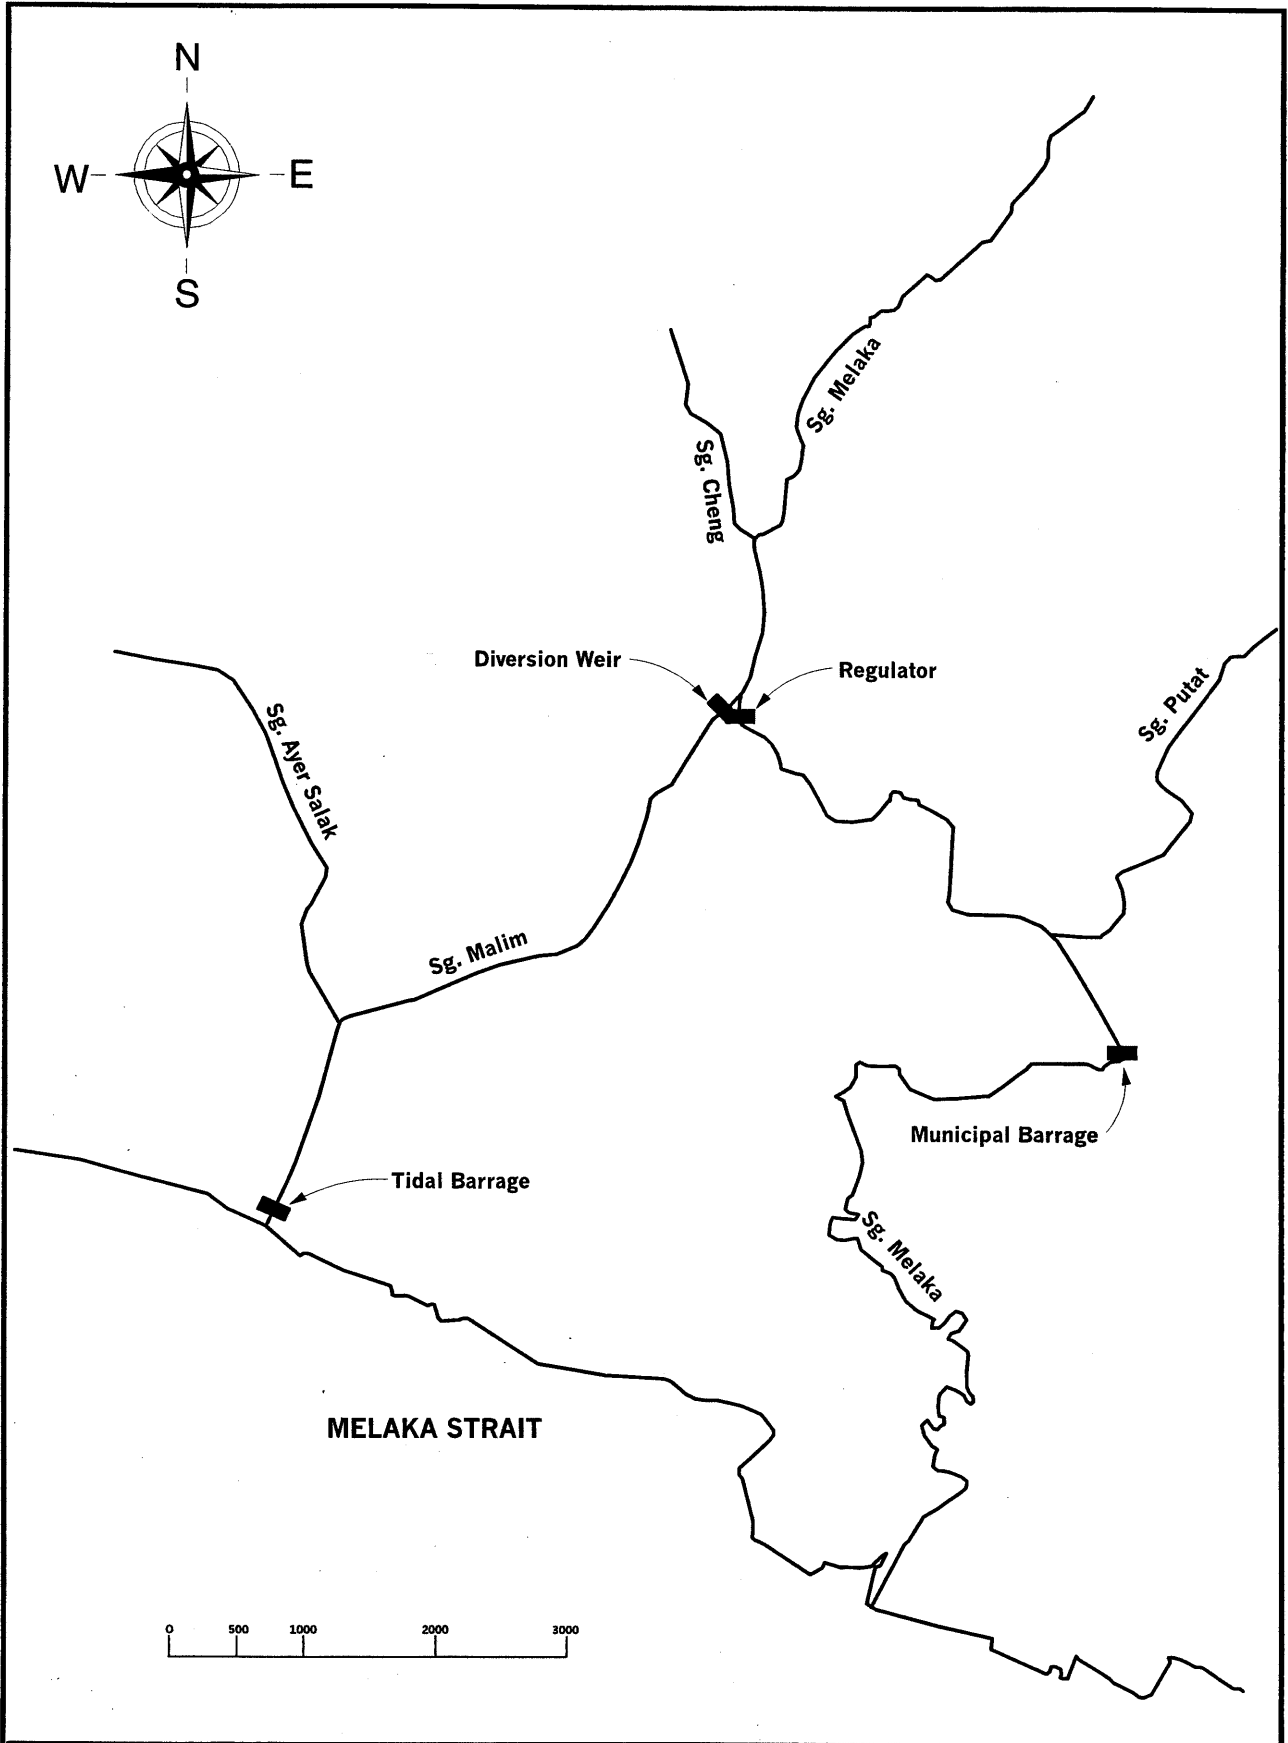 N
W
E
S
Sg. Melaka
Sg. Cheng
Diversion Weir
Regulator
Sg. Putat
Sg. Ayer Salak
Sg. Malim
Municipal Barrage
Tidal Barrage
Sg. Melaka
MELAKA STRAIT
0 500 1000 2000 3000